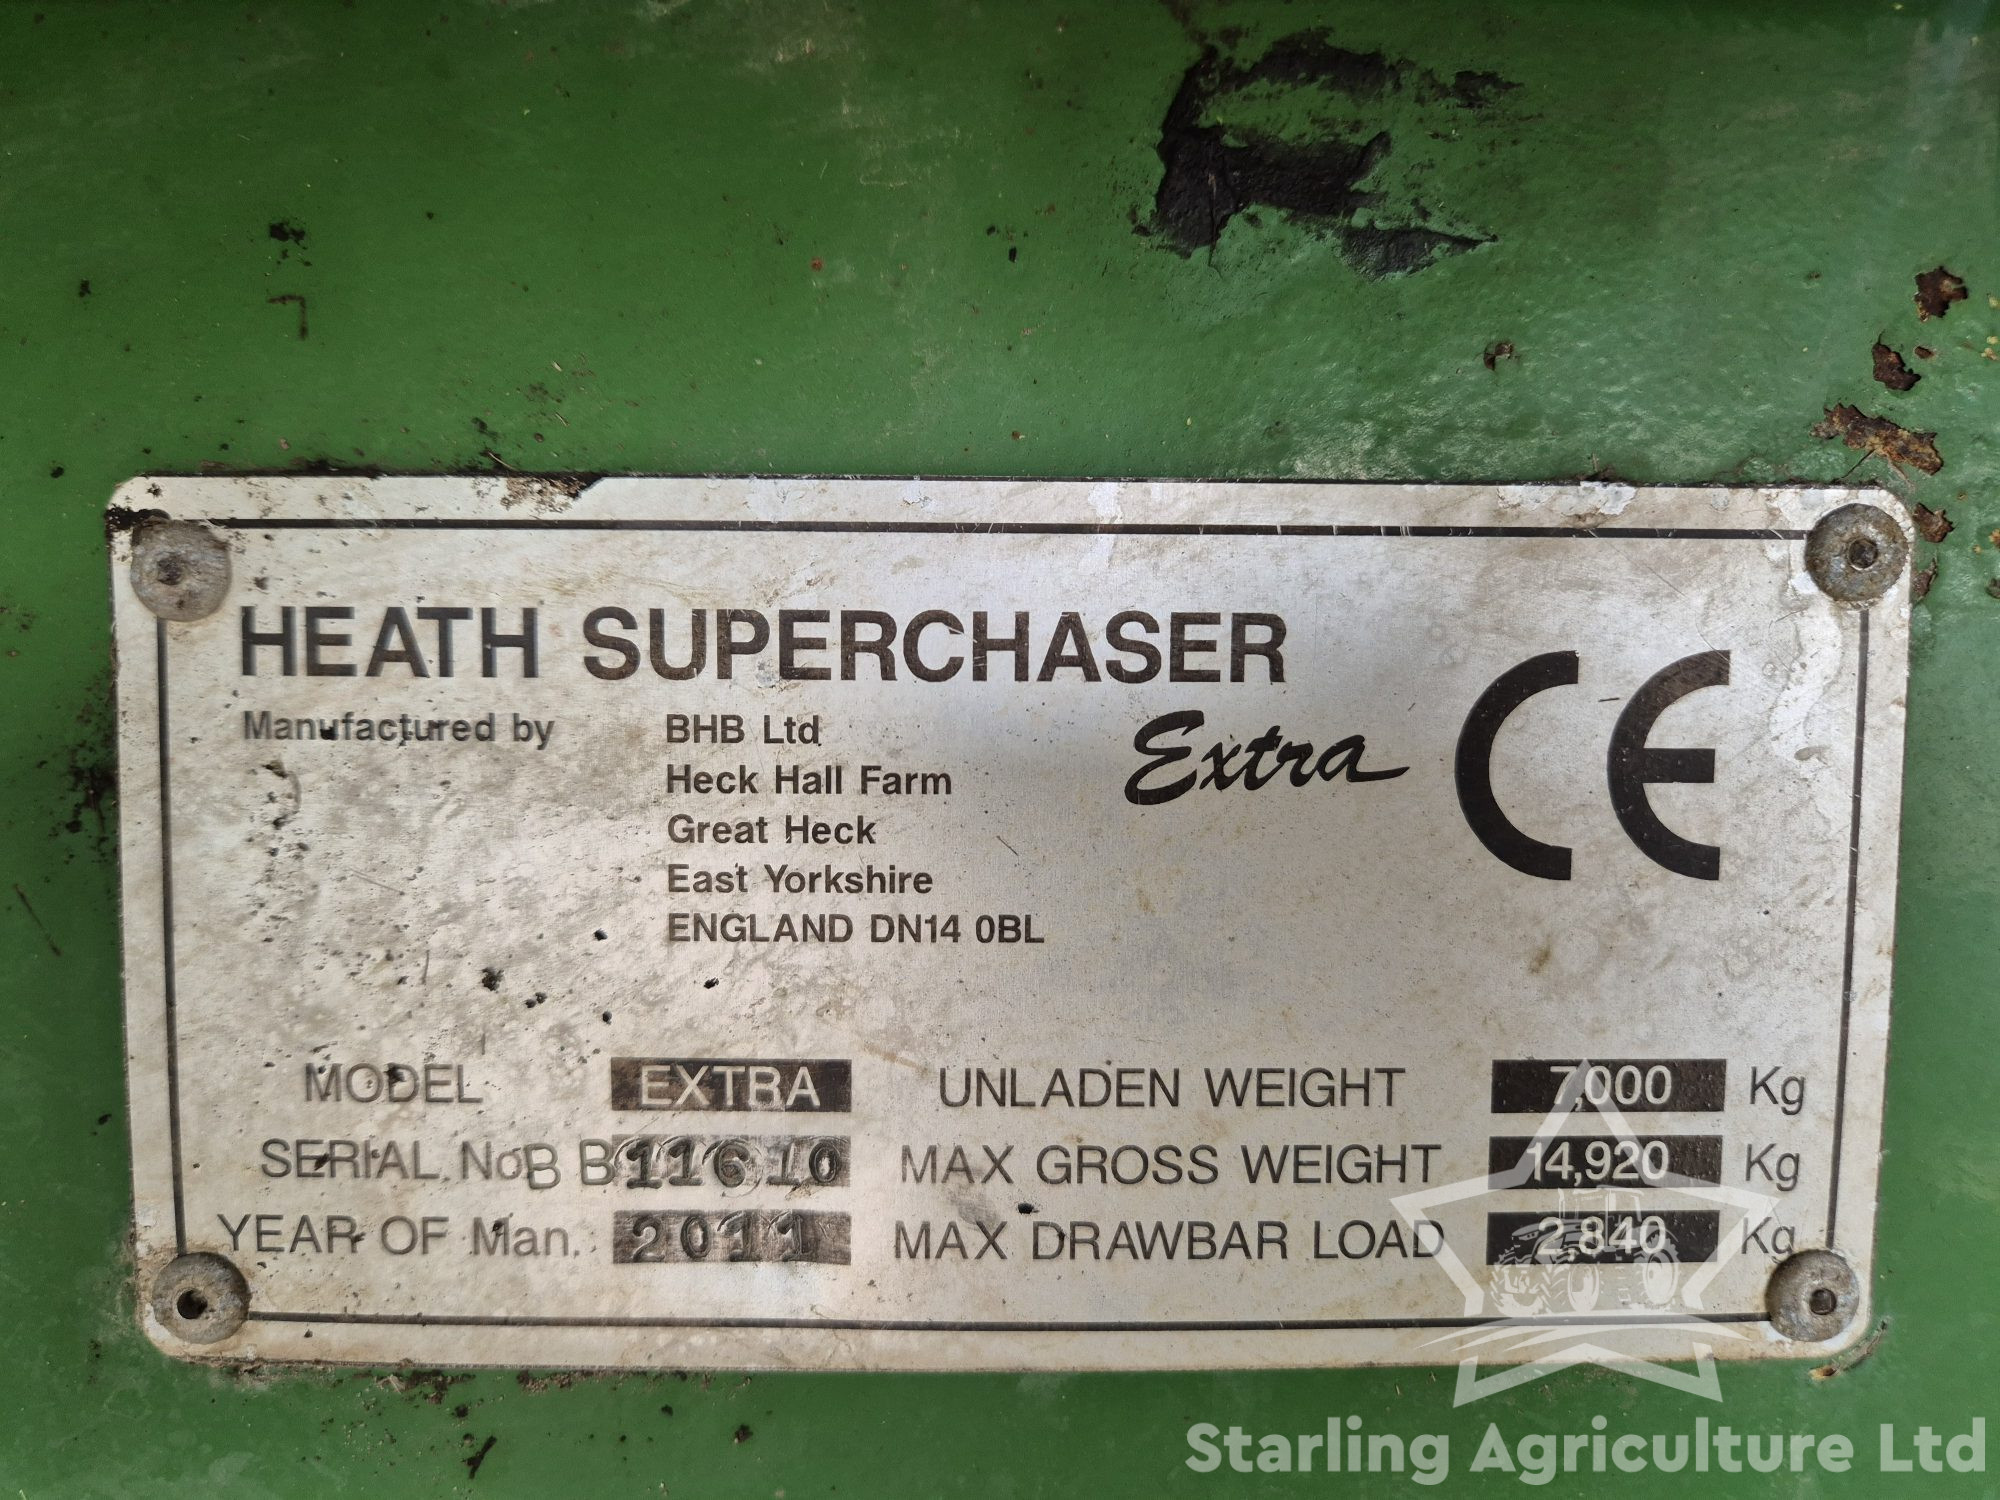 HEATH SUPERCHASER
Extra
CE
Manufactured by BHB Ltd
Heck Hall Farm
Great Heck
East Yorkshire
ENGLAND DN14 0BL
MODEL EXTRA
SERIAL No BB11610
YEAR OF Man. 2011
UNLADEN WEIGHT 7,000 Kg
MAX GROSS WEIGHT 14,920 Kg
MAX DRAWBAR LOAD 2,840 Kg
Starling Agriculture Ltd